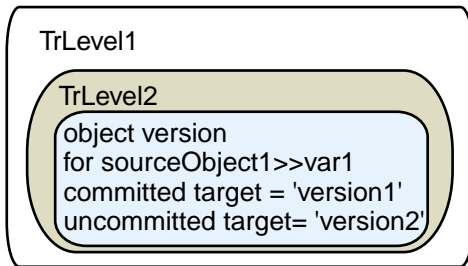 TrLevel1
TrLevel2
object version
for sourceObject1>>var1
committed target = 'version1'
uncommitted target= 'version2'